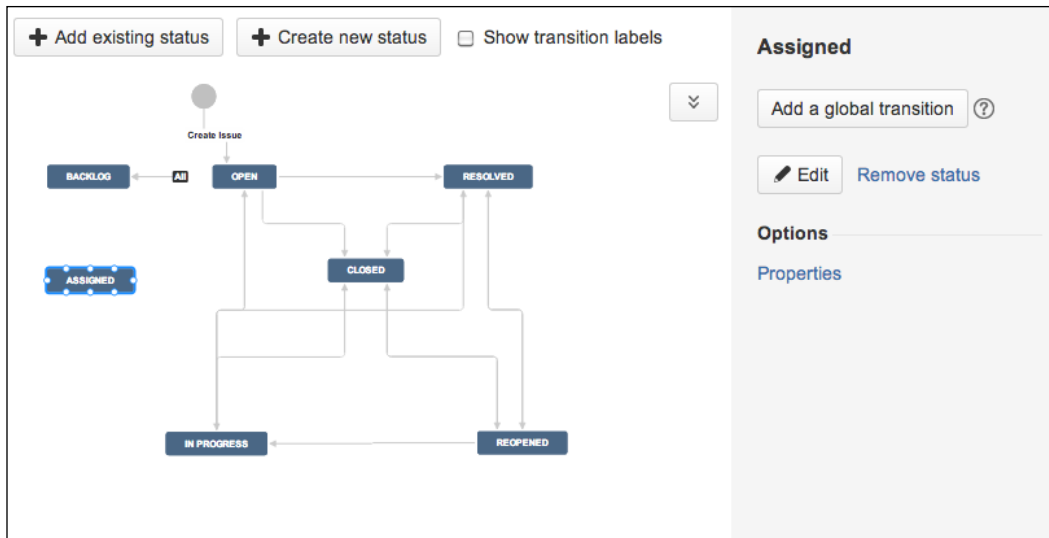 Add existing status
Create new status
Show transition labels
Create Issue
BACKLOG
All
OPEN
RESOLVED
ASSIGNED
CLOSED
IN PROGRESS
REOPENED
Assigned
Add a global transition
?
Edit
Remove status
Options
Properties